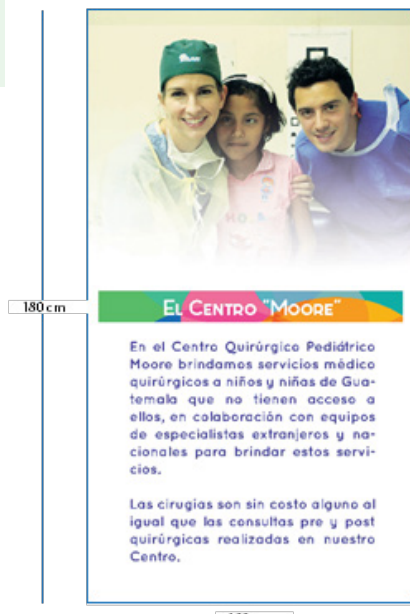 180 cm
EL CENTRO "MOORE"
En el Centro Quirúrgico Pediátrico
Moore brindamos servicios médico
quirúrgicos a niños y niñas de Gua-
temala que no tienen acceso a
ellos, en colaboración con equipos
de especialistas extranjeros y na-
cionales para brindar estos servi-
cios.
Las cirugias son sin costo alguno al
igual que las consultas pre y post
quirúrgicas realizadas en nuestro
Centro.